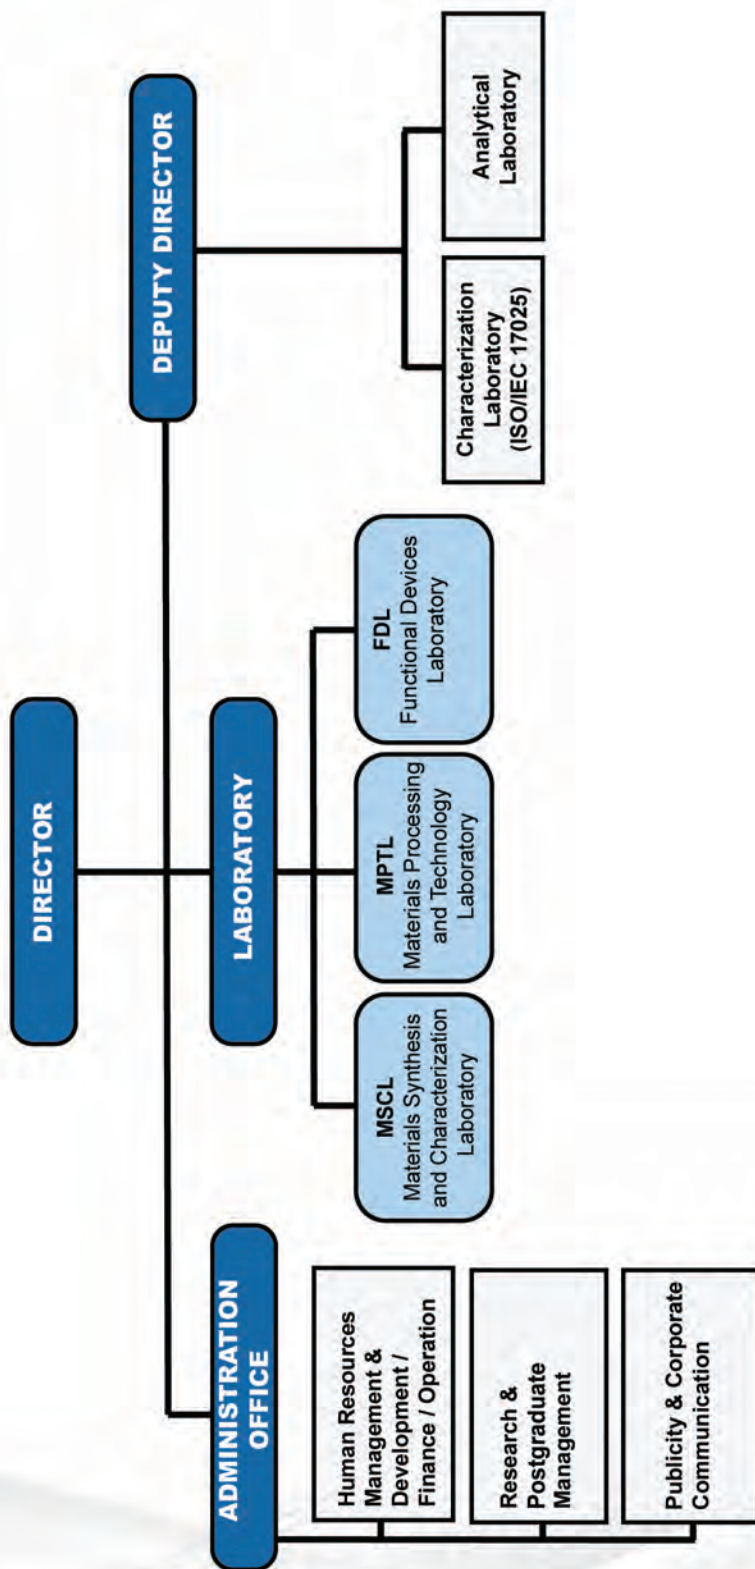 DIRECTOR
DEPUTY DIRECTOR
ADMINISTRATION
OFFICE
LABORATORY
Human Resources
Management &
Development /
Finance / Operation
Research &
Postgraduate
Management
Publicity & Corporate
Communication
MSCL
Materials Synthesis
and Characterization
Laboratory
MPTL
Materials Processing
and Technology
Laboratory
FDL
Functional Devices
Laboratory
Characterization
Laboratory
(ISO/IEC 17025)
Analytical
Laboratory